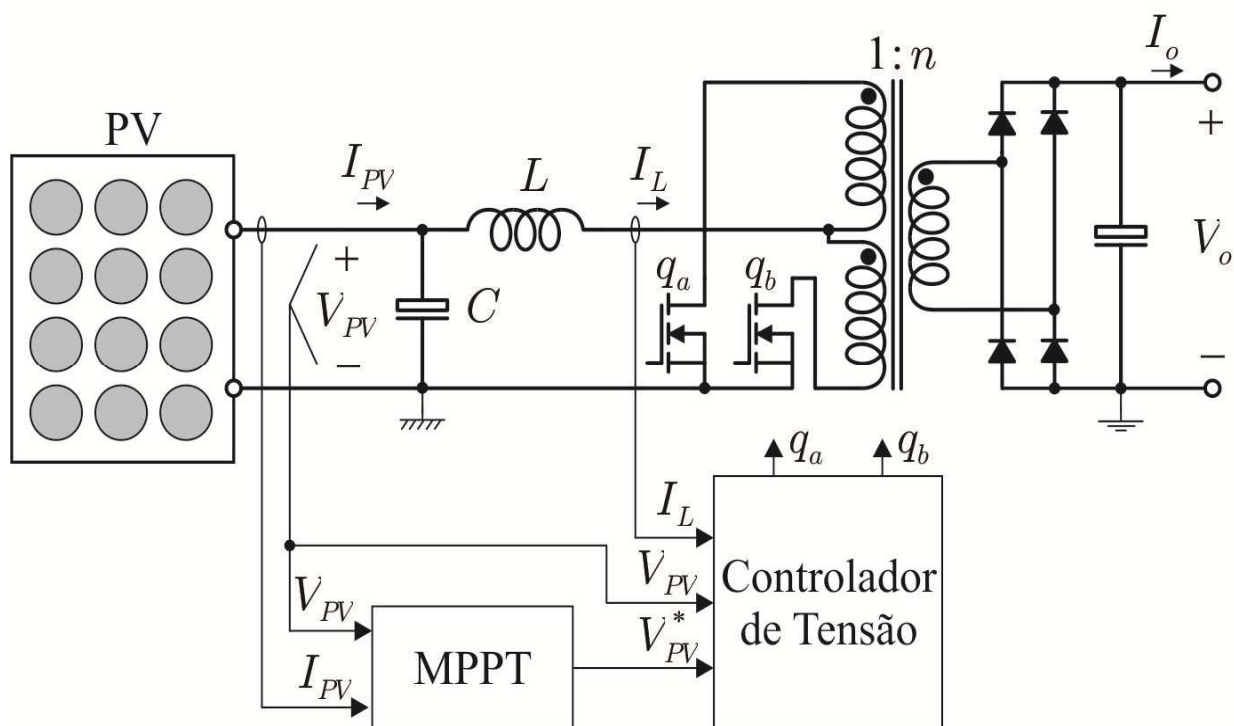 PV
I_PV
L
I_L
1:n
I_o
+
V_PV
−
C
q_a
q_b
+
V_o
−
q_a
q_b
I_L
V_PV
V*_PV
Controlador
de Tensão
V_PV
I_PV
MPPT